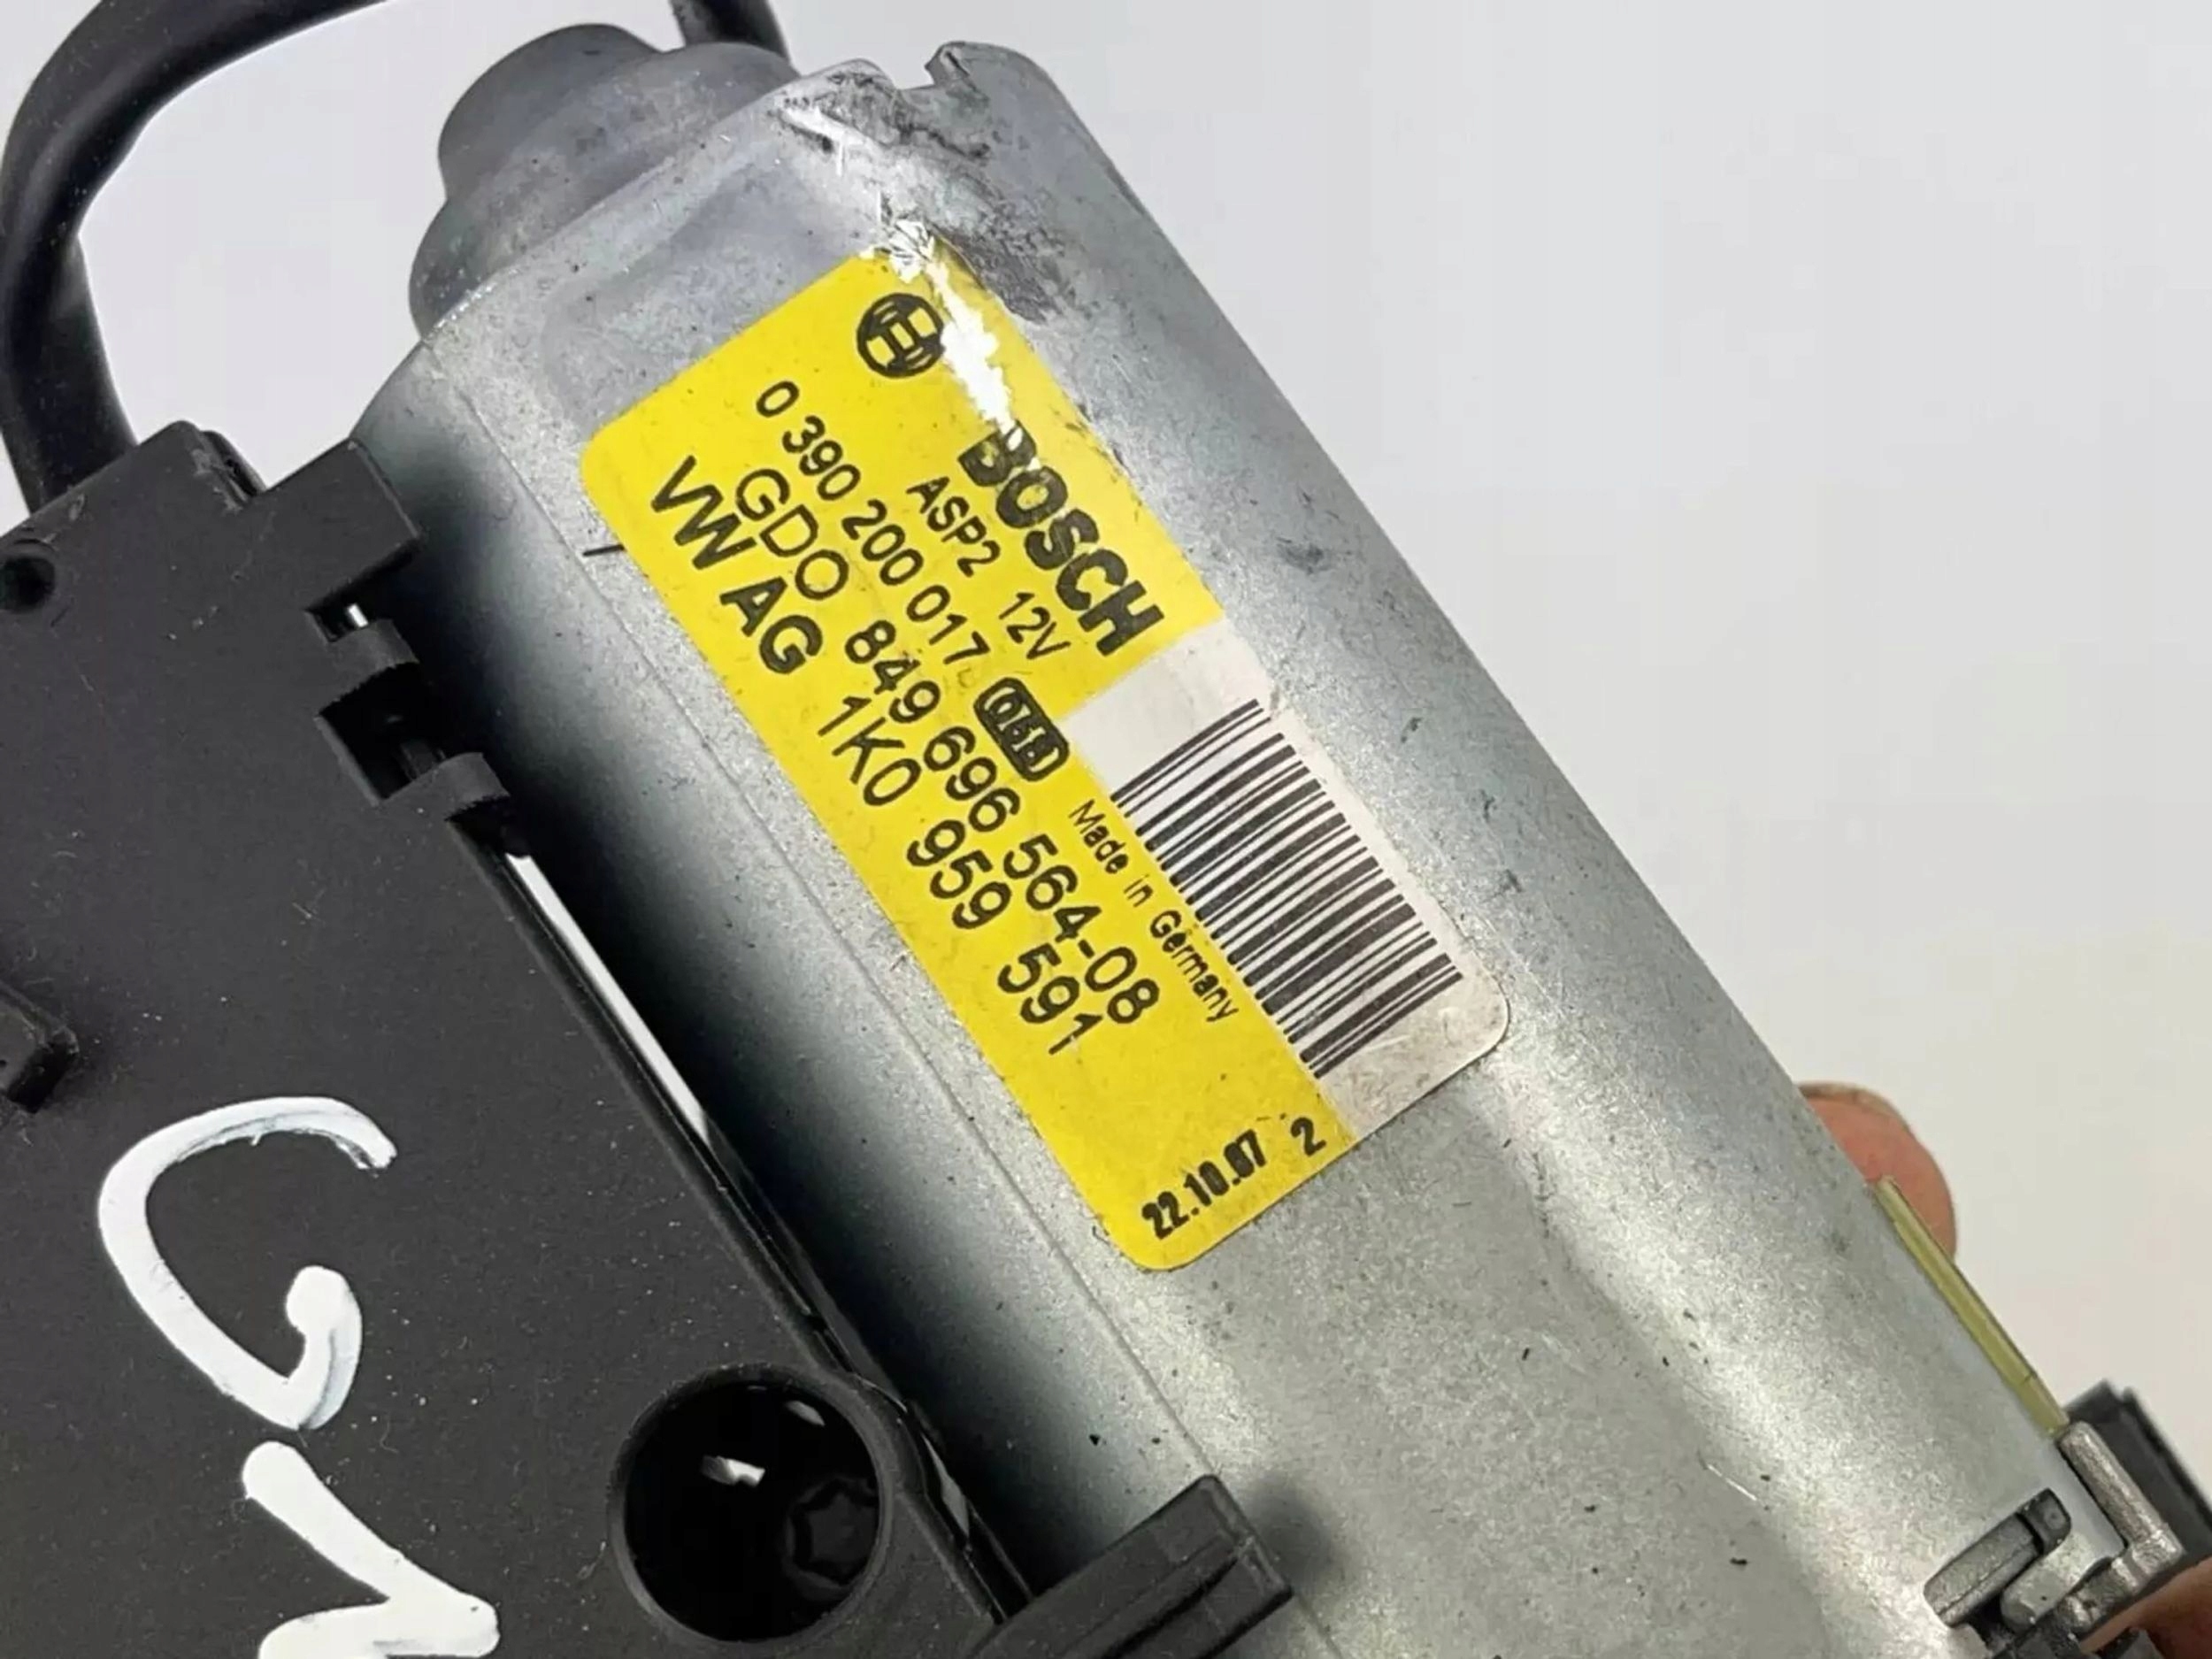 BOSCH
ASP2 12V
0 390 200 017
GDO 849 696 564-08
VW AG 1K0 959 591
Made in Germany
22.10.07 2